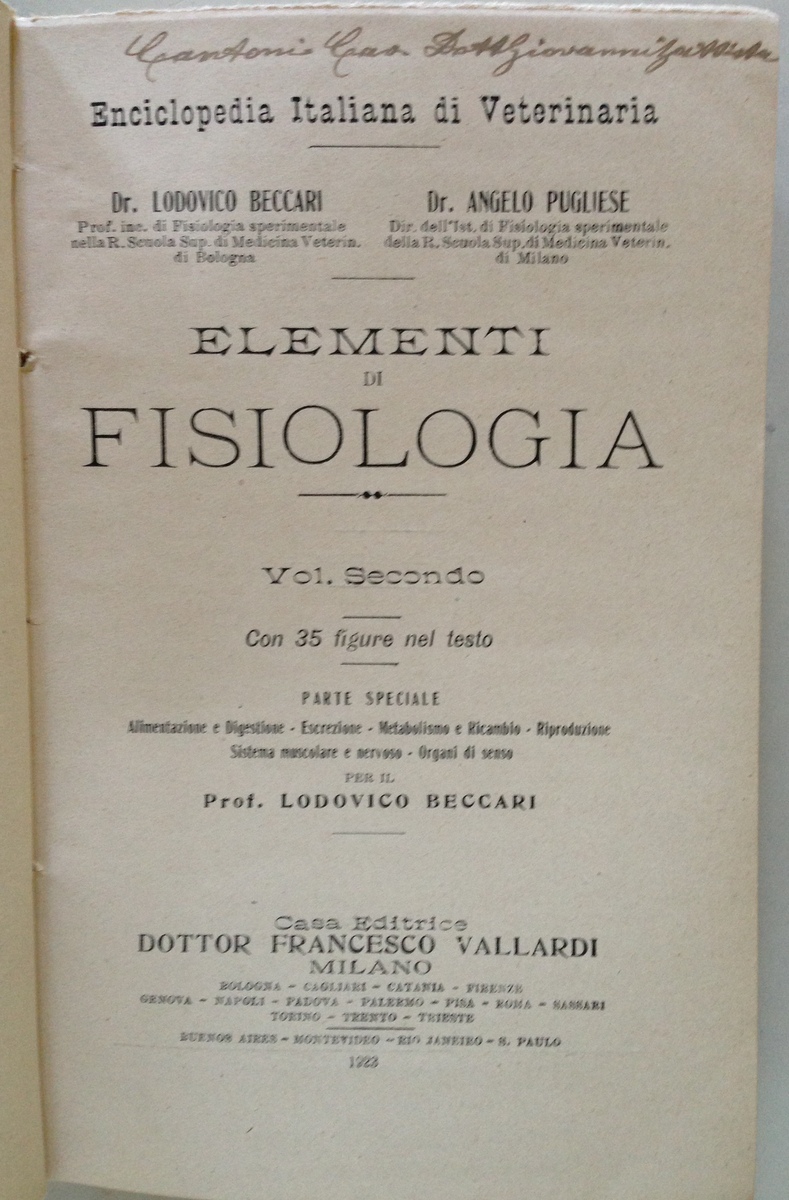 Cantoni Cav. Dott Giovanni Battista
Enciclopedia Italiana di Veterinaria
Dr. LODOVICO BECCARI
Prof. inc. di Fisiologia sperimentale
nella R. Scuola Sup. di Medicina Veterin.
di Bologna
Dr. ANGELO PUGLIESE
Dir. dell'Ist. di Fisiologia sperimentale
della R. Scuola Sup. di Medicina Veterin.
di Milano
ELEMENTI
DI
FISIOLOGIA
Vol. Secondo
Con 35 figure nel testo
PARTE SPECIALE
Alimentazione e Digestione - Escrezione - Metabolismo e Ricambio - Riproduzione
Sistema muscolare e nervoso - Organi di senso
PER IL
Prof. LODOVICO BECCARI
Casa Editrice
DOTTOR FRANCESCO VALLARDI
MILANO
BOLOGNA - CAGLIARI - CATANIA - FIRENZE
GENOVA - NAPOLI - PADOVA - PALERMO - PISA - ROMA - SASSARI
TORINO - TRENTO - TRIESTE
BUENOS AIRES - MONTEVIDEO - RIO JANEIRO - S. PAULO
1923